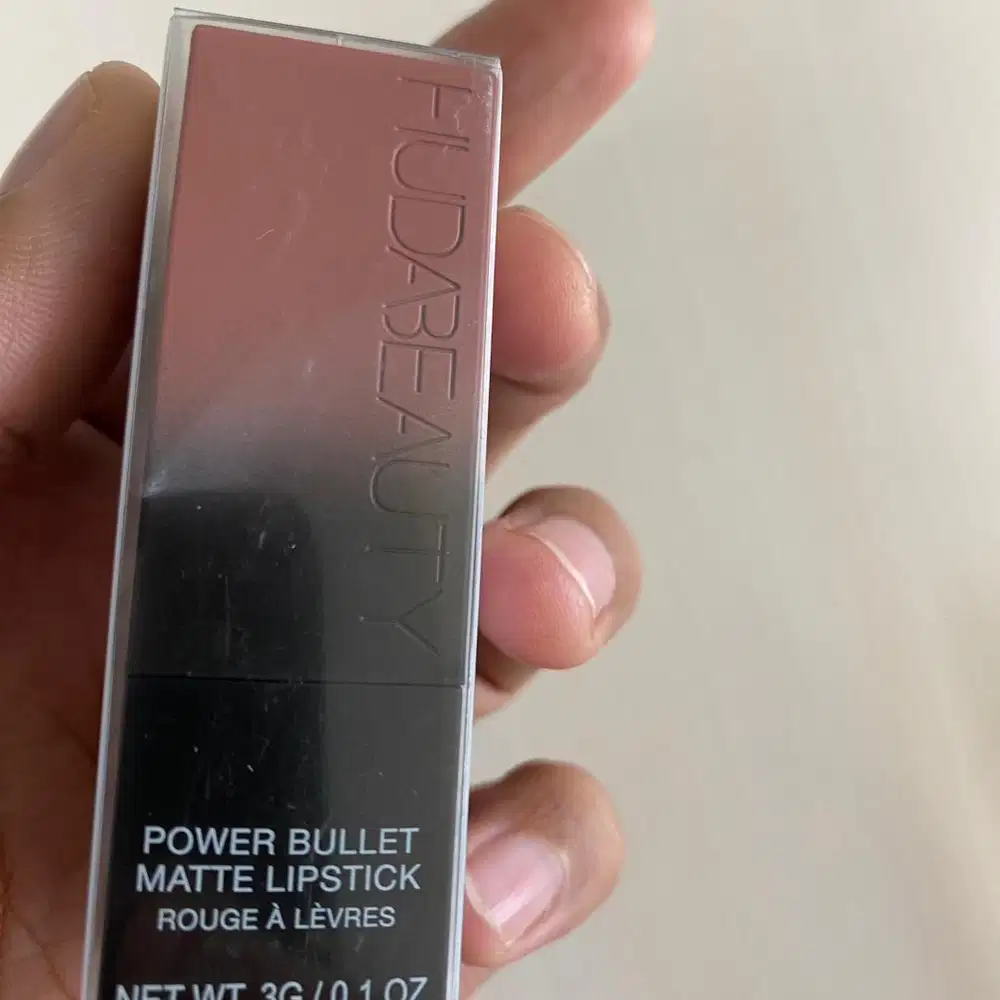 HUDABEAUTY
POWER BULLET
MATTE LIPSTICK
ROUGE À LÈVRES
NET WT. 3G / 0.1 OZ